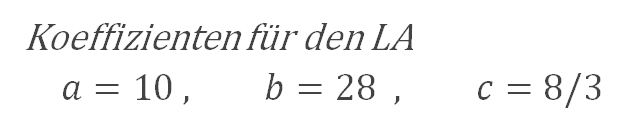 Koeffizienten für den LA
a = 10 , b = 28 , c = 8/3